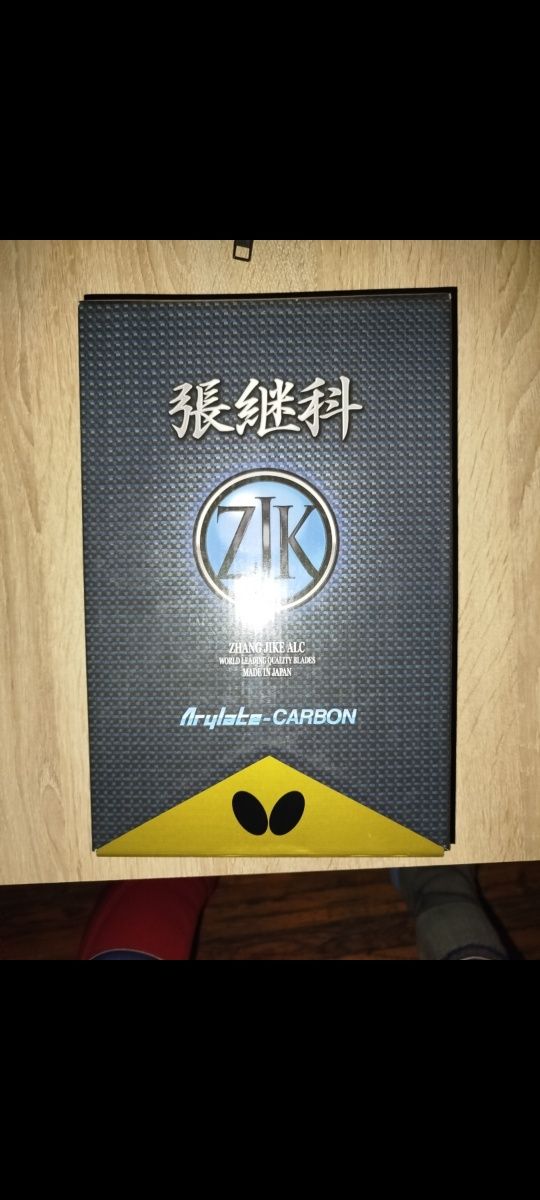 張継科
ZJK
ZHANG JIKE ALC
WORLD LEADING QUALITY BLADES
MADE IN JAPAN
Arylate-CARBON